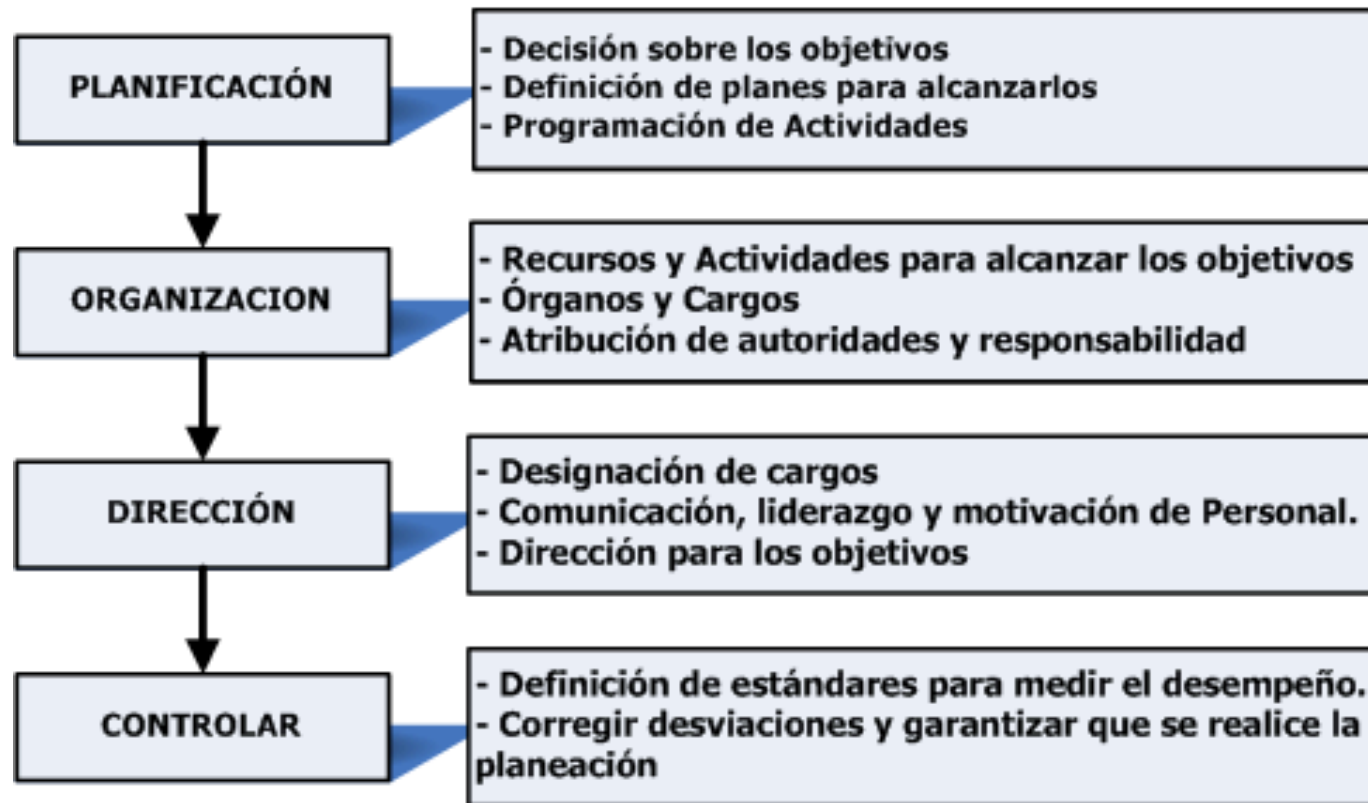 PLANIFICACIÓN
- Decisión sobre los objetivos
- Definición de planes para alcanzarlos
- Programación de Actividades
ORGANIZACION
- Recursos y Actividades para alcanzar los objetivos
- Órganos y Cargos
- Atribución de autoridades y responsabilidad
DIRECCIÓN
- Designación de cargos
- Comunicación, liderazgo y motivación de Personal.
- Dirección para los objetivos
CONTROLAR
- Definición de estándares para medir el desempeño.
- Corregir desviaciones y garantizar que se realice la
planeación